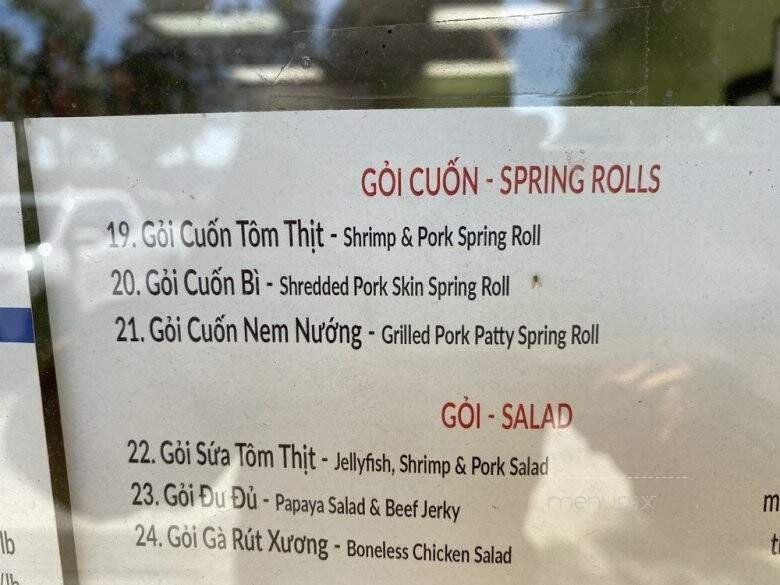 GỎI CUỐN - SPRING ROLLS
19. Gỏi Cuốn Tôm Thịt - Shrimp & Pork Spring Roll
20. Gỏi Cuốn Bì - Shredded Pork Skin Spring Roll
21. Gỏi Cuốn Nem Nướng - Grilled Pork Patty Spring Roll
GỎI - SALAD
22. Gỏi Sứa Tôm Thịt - Jellyfish, Shrimp & Pork Salad
23. Gỏi Đu Đủ - Papaya Salad & Beef Jerky
24. Gỏi Gà Rút Xương - Boneless Chicken Salad
menupix
lb
/lb